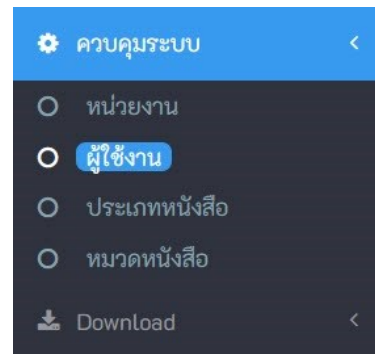 ควบคุมระบบ
หน่วยงาน
ผู้ใช้งาน
ประเภทหนังสือ
หมวดหนังสือ
Download